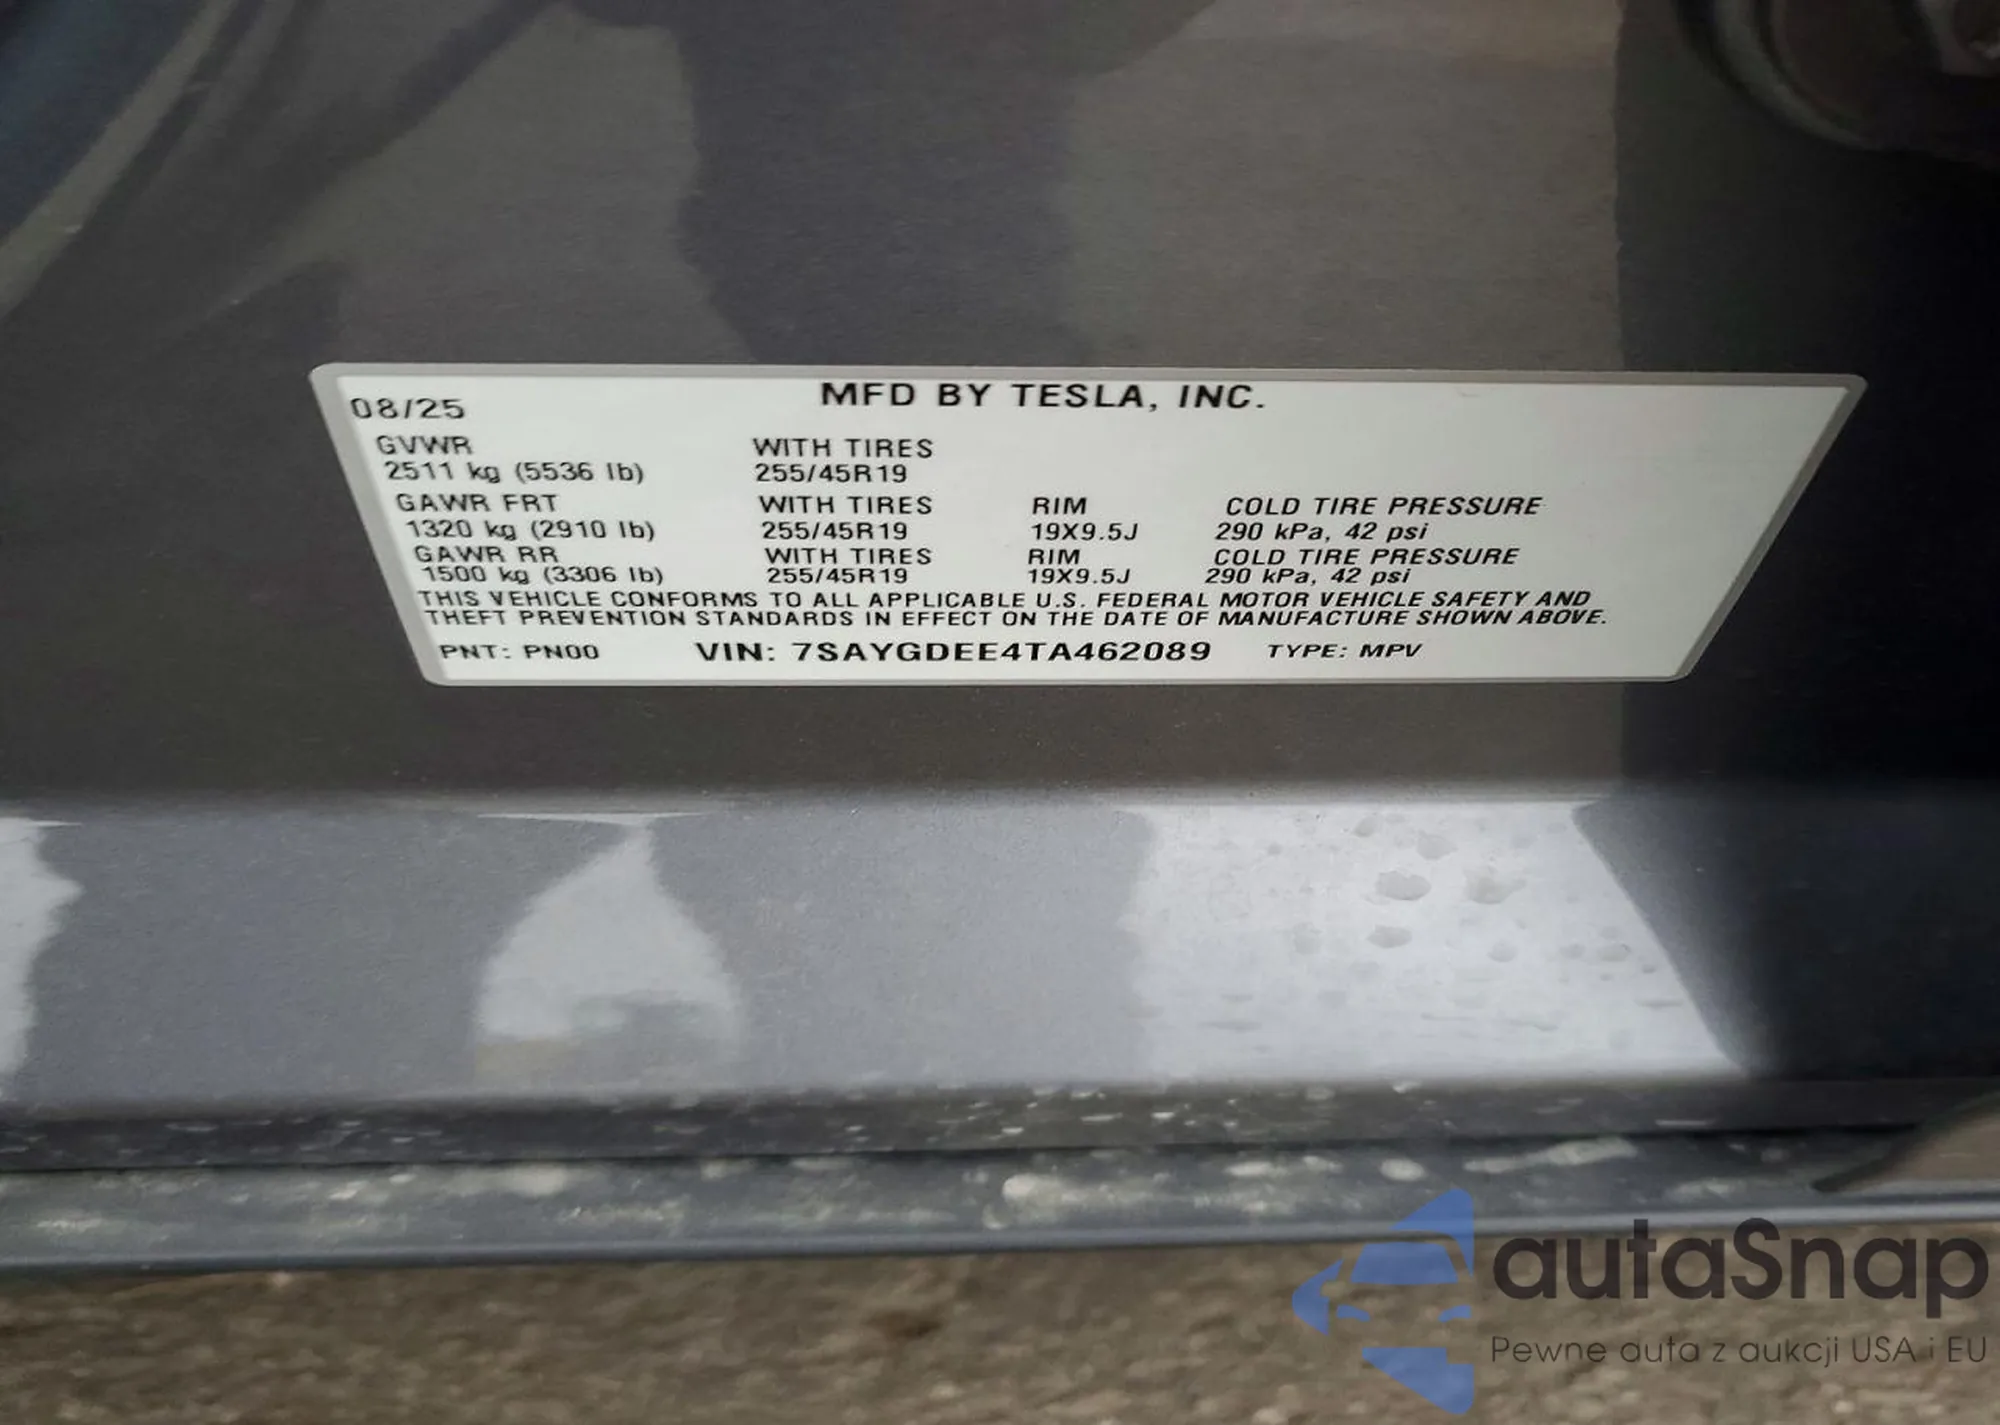 08/25 MFD BY TESLA, INC.
GVWR WITH TIRES
2511 kg (5536 lb) 255/45R19
GAWR FRT WITH TIRES RIM COLD TIRE PRESSURE
1320 kg (2910 lb) 255/45R19 19X9.5J 290 kPa, 42 psi
GAWR RR WITH TIRES RIM COLD TIRE PRESSURE
1500 kg (3306 lb) 255/45R19 19X9.5J 290 kPa, 42 psi
THIS VEHICLE CONFORMS TO ALL APPLICABLE U.S. FEDERAL MOTOR VEHICLE SAFETY AND
THEFT PREVENTION STANDARDS IN EFFECT ON THE DATE OF MANUFACTURE SHOWN ABOVE.
PNT: PN00 VIN: 7SAYGDEE4TA462089 TYPE: MPV
autaSnap
Pewne auta z aukcji USA i EU